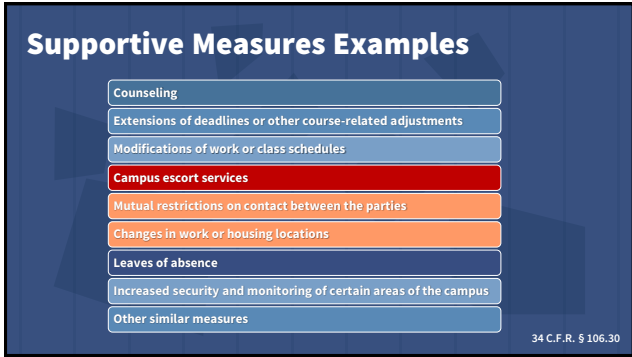 Supportive Measures Examples
Counseling
Extensions of deadlines or other course-related adjustments
Modifications of work or class schedules
Campus escort services
Mutual restrictions on contact between the parties
Changes in work or housing locations
Leaves of absence
Increased security and monitoring of certain areas of the campus
Other similar measures
34 C.F.R. § 106.30